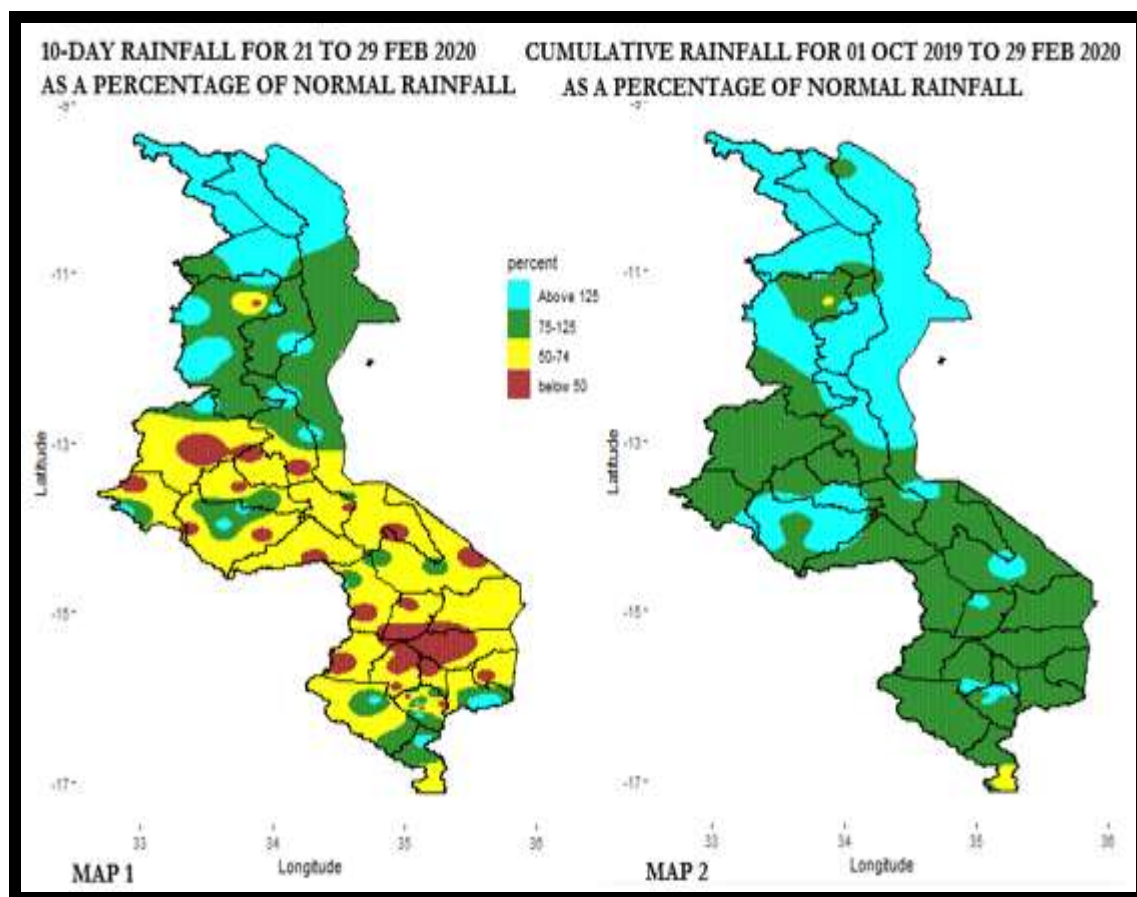 10-DAY RAINFALL FOR 21 TO 29 FEB 2020
AS A PERCENTAGE OF NORMAL RAINFALL
CUMULATIVE RAINFALL FOR 01 OCT 2019 TO 29 FEB 2020
AS A PERCENTAGE OF NORMAL RAINFALL
-9
-11
-13
-15
-17
Latitude
33
34
35
36
Longitude
MAP 1
percent
Above 125
75-125
50-74
below 50
-9
-11
-13
-15
-17
Latitude
33
34
35
36
Longitude
MAP 2